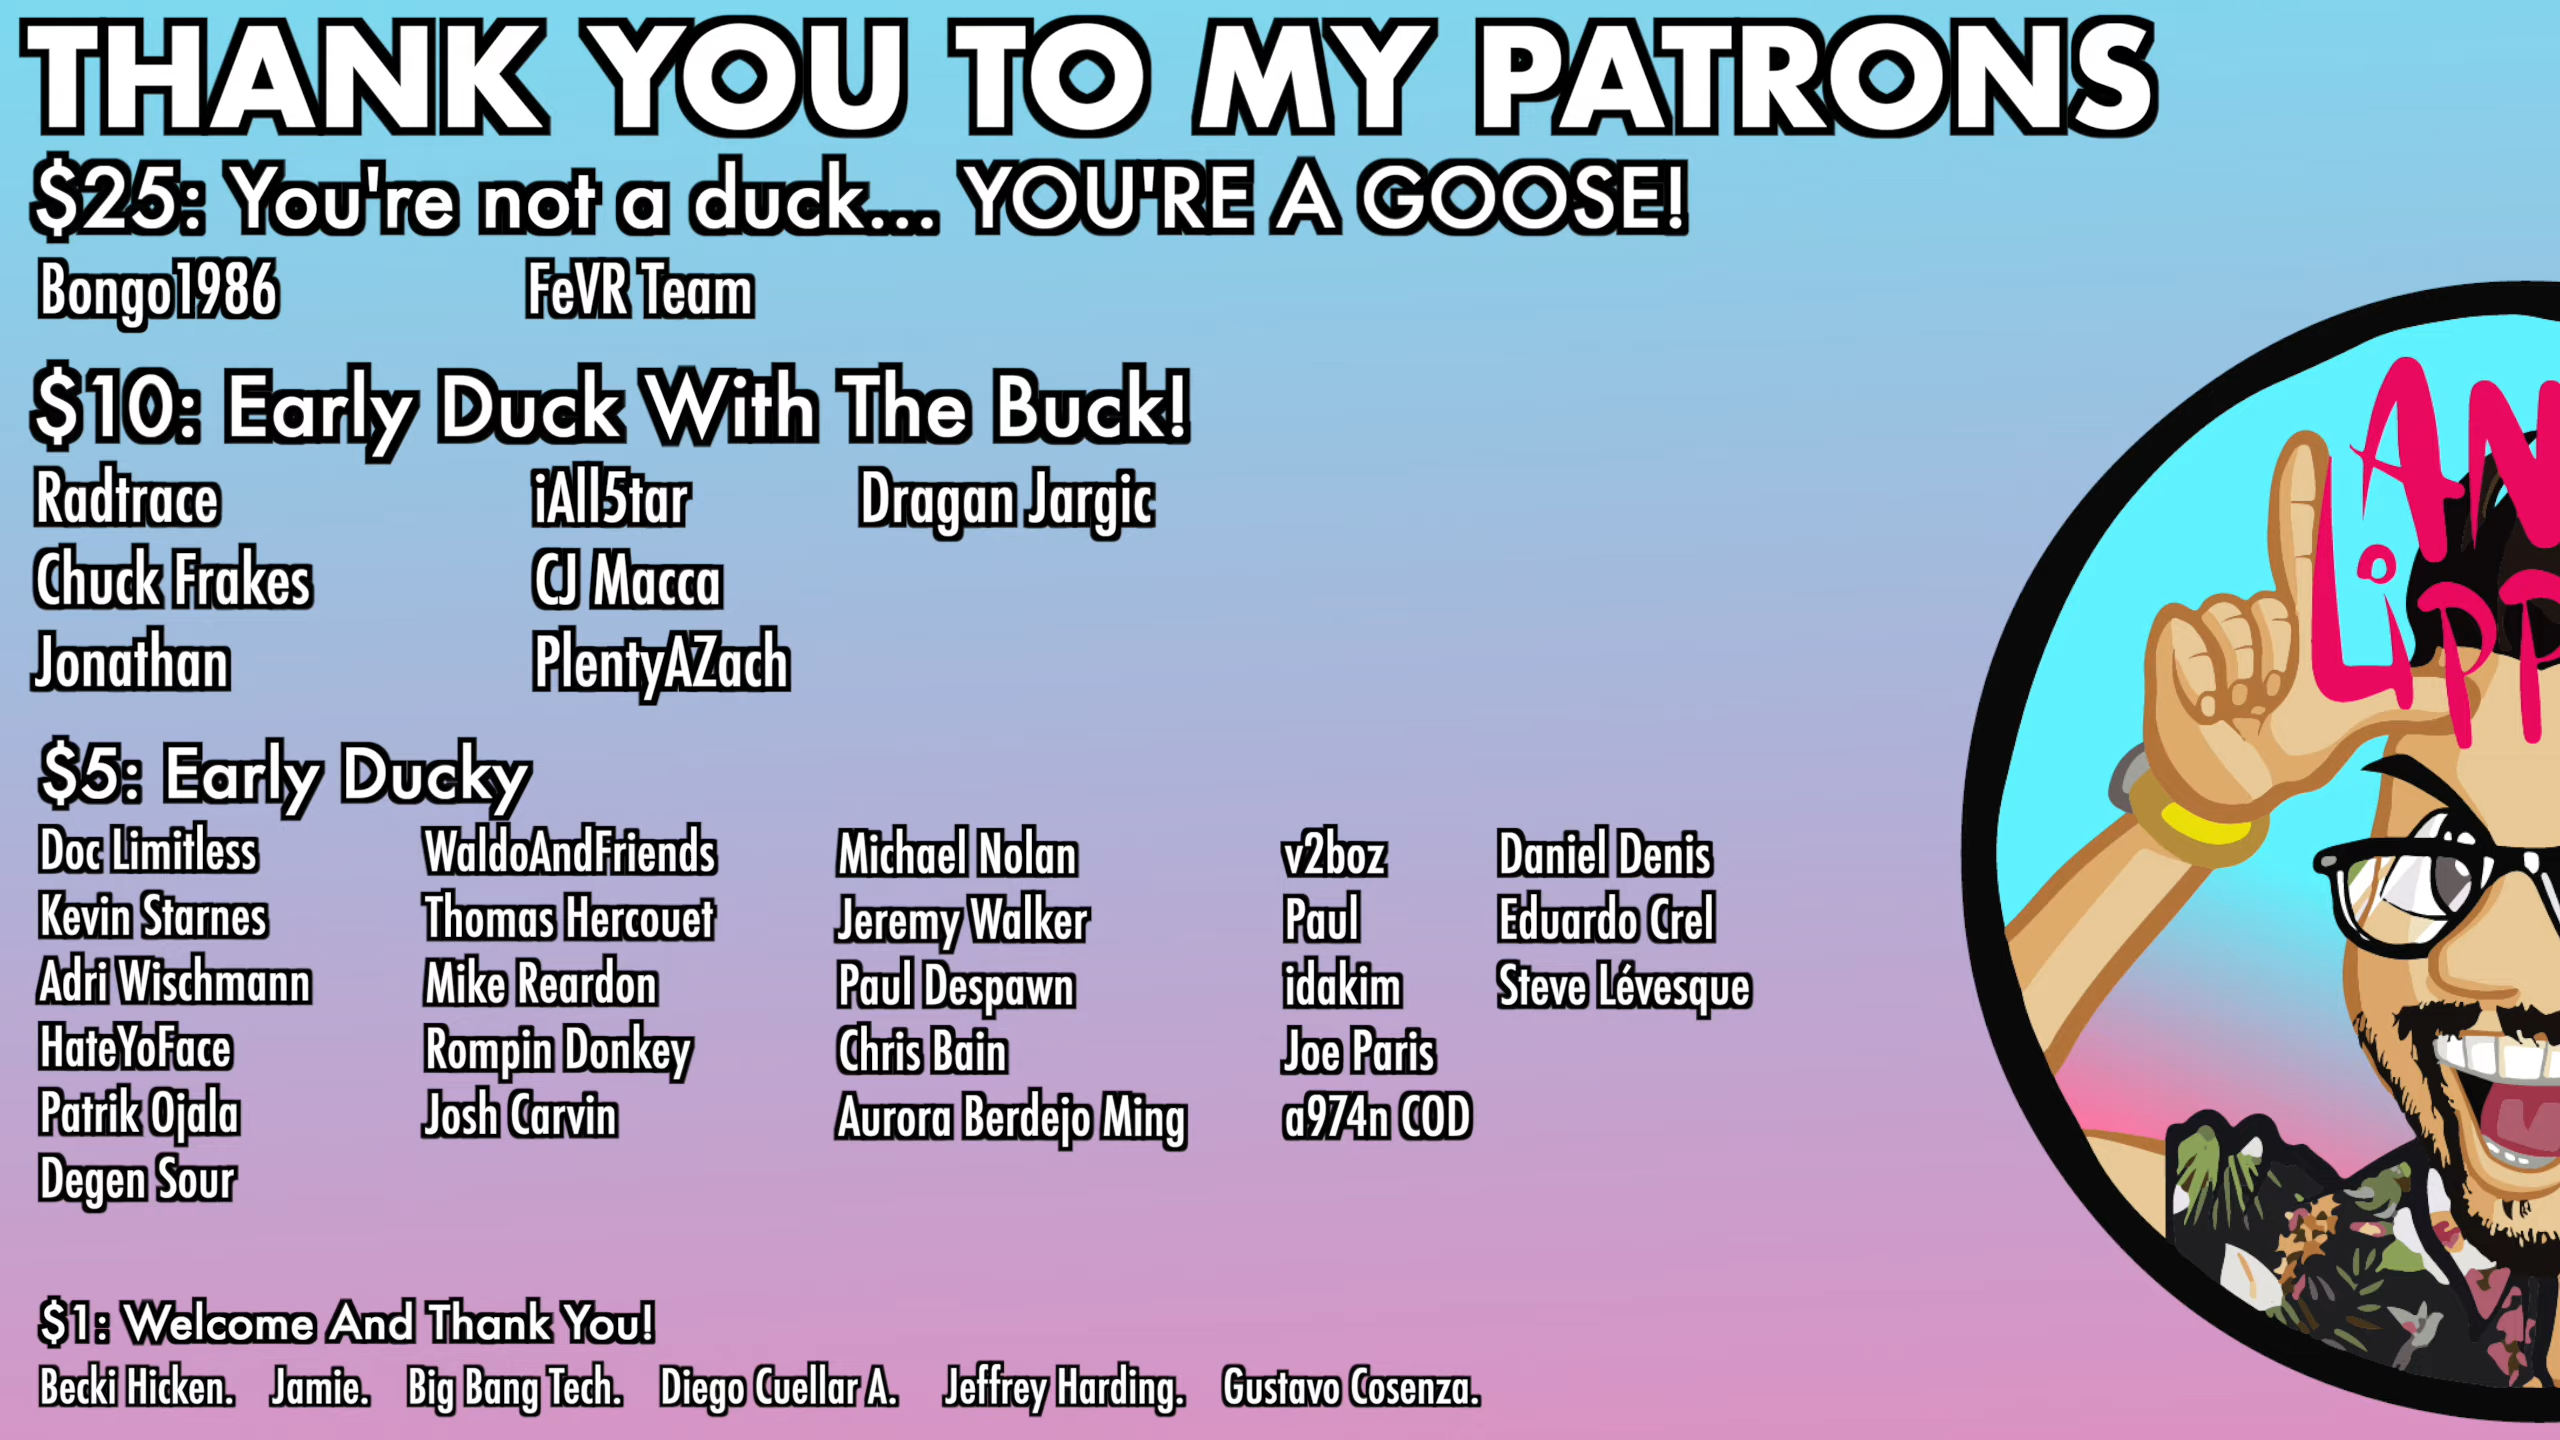 THANK YOU TO MY PATRONS
$25: You're not a duck... YOU'RE A GOOSE!
Bongo1986 FeVR Team
$10: Early Duck With The Buck!
Radtrace iAll5tar Dragan Jargic
Chuck Frakes CJ Macca
Jonathan PlentyAZach
$5: Early Ducky
Doc Limitless WaldoAndFriends Michael Nolan v2boz Daniel Denis
Kevin Starnes Thomas Hercouet Jeremy Walker Paul Eduardo Crel
Adri Wischmann Mike Reardon Paul Despawn idakim Steve Lévesque
HateYoFace Rompin Donkey Chris Bain Joe Paris
Patrik Ojala Josh Carvin Aurora Berdejo Ming a974n COD
Degen Sour
$1: Welcome And Thank You!
Becki Hicken. Jamie. Big Bang Tech. Diego Cuellar A. Jeffrey Harding. Gustavo Cosenza.